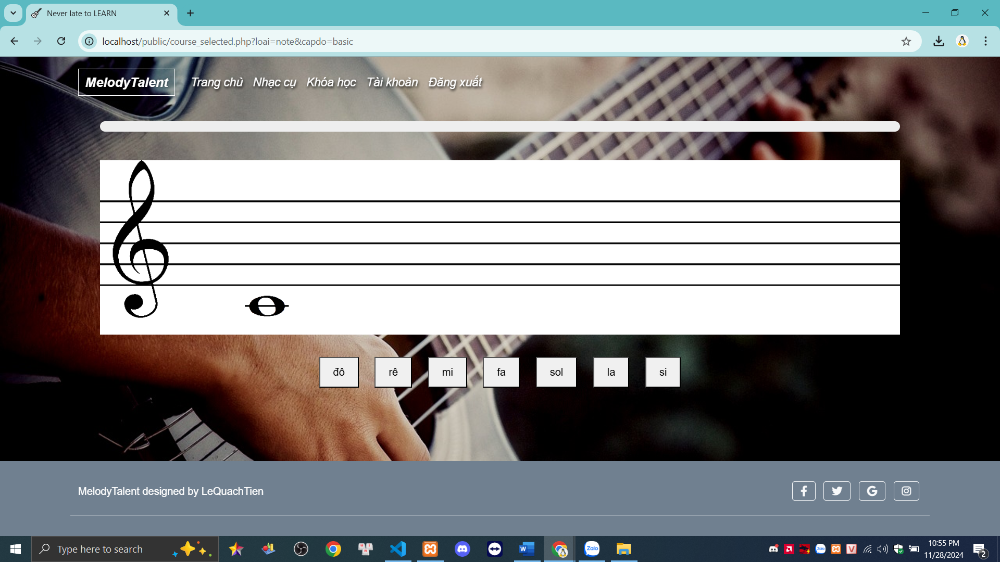 Never late to LEARN
localhost/public/course_selected.php?loai=note&capdo=basic
MelodyTalent Trang chủ Nhạc cụ Khóa học Tài khoản Đăng xuất
đô rê mi fa sol la si
MelodyTalent designed by LeQuachTien
Type here to search
Zalo
10:55 PM
11/28/2024
2